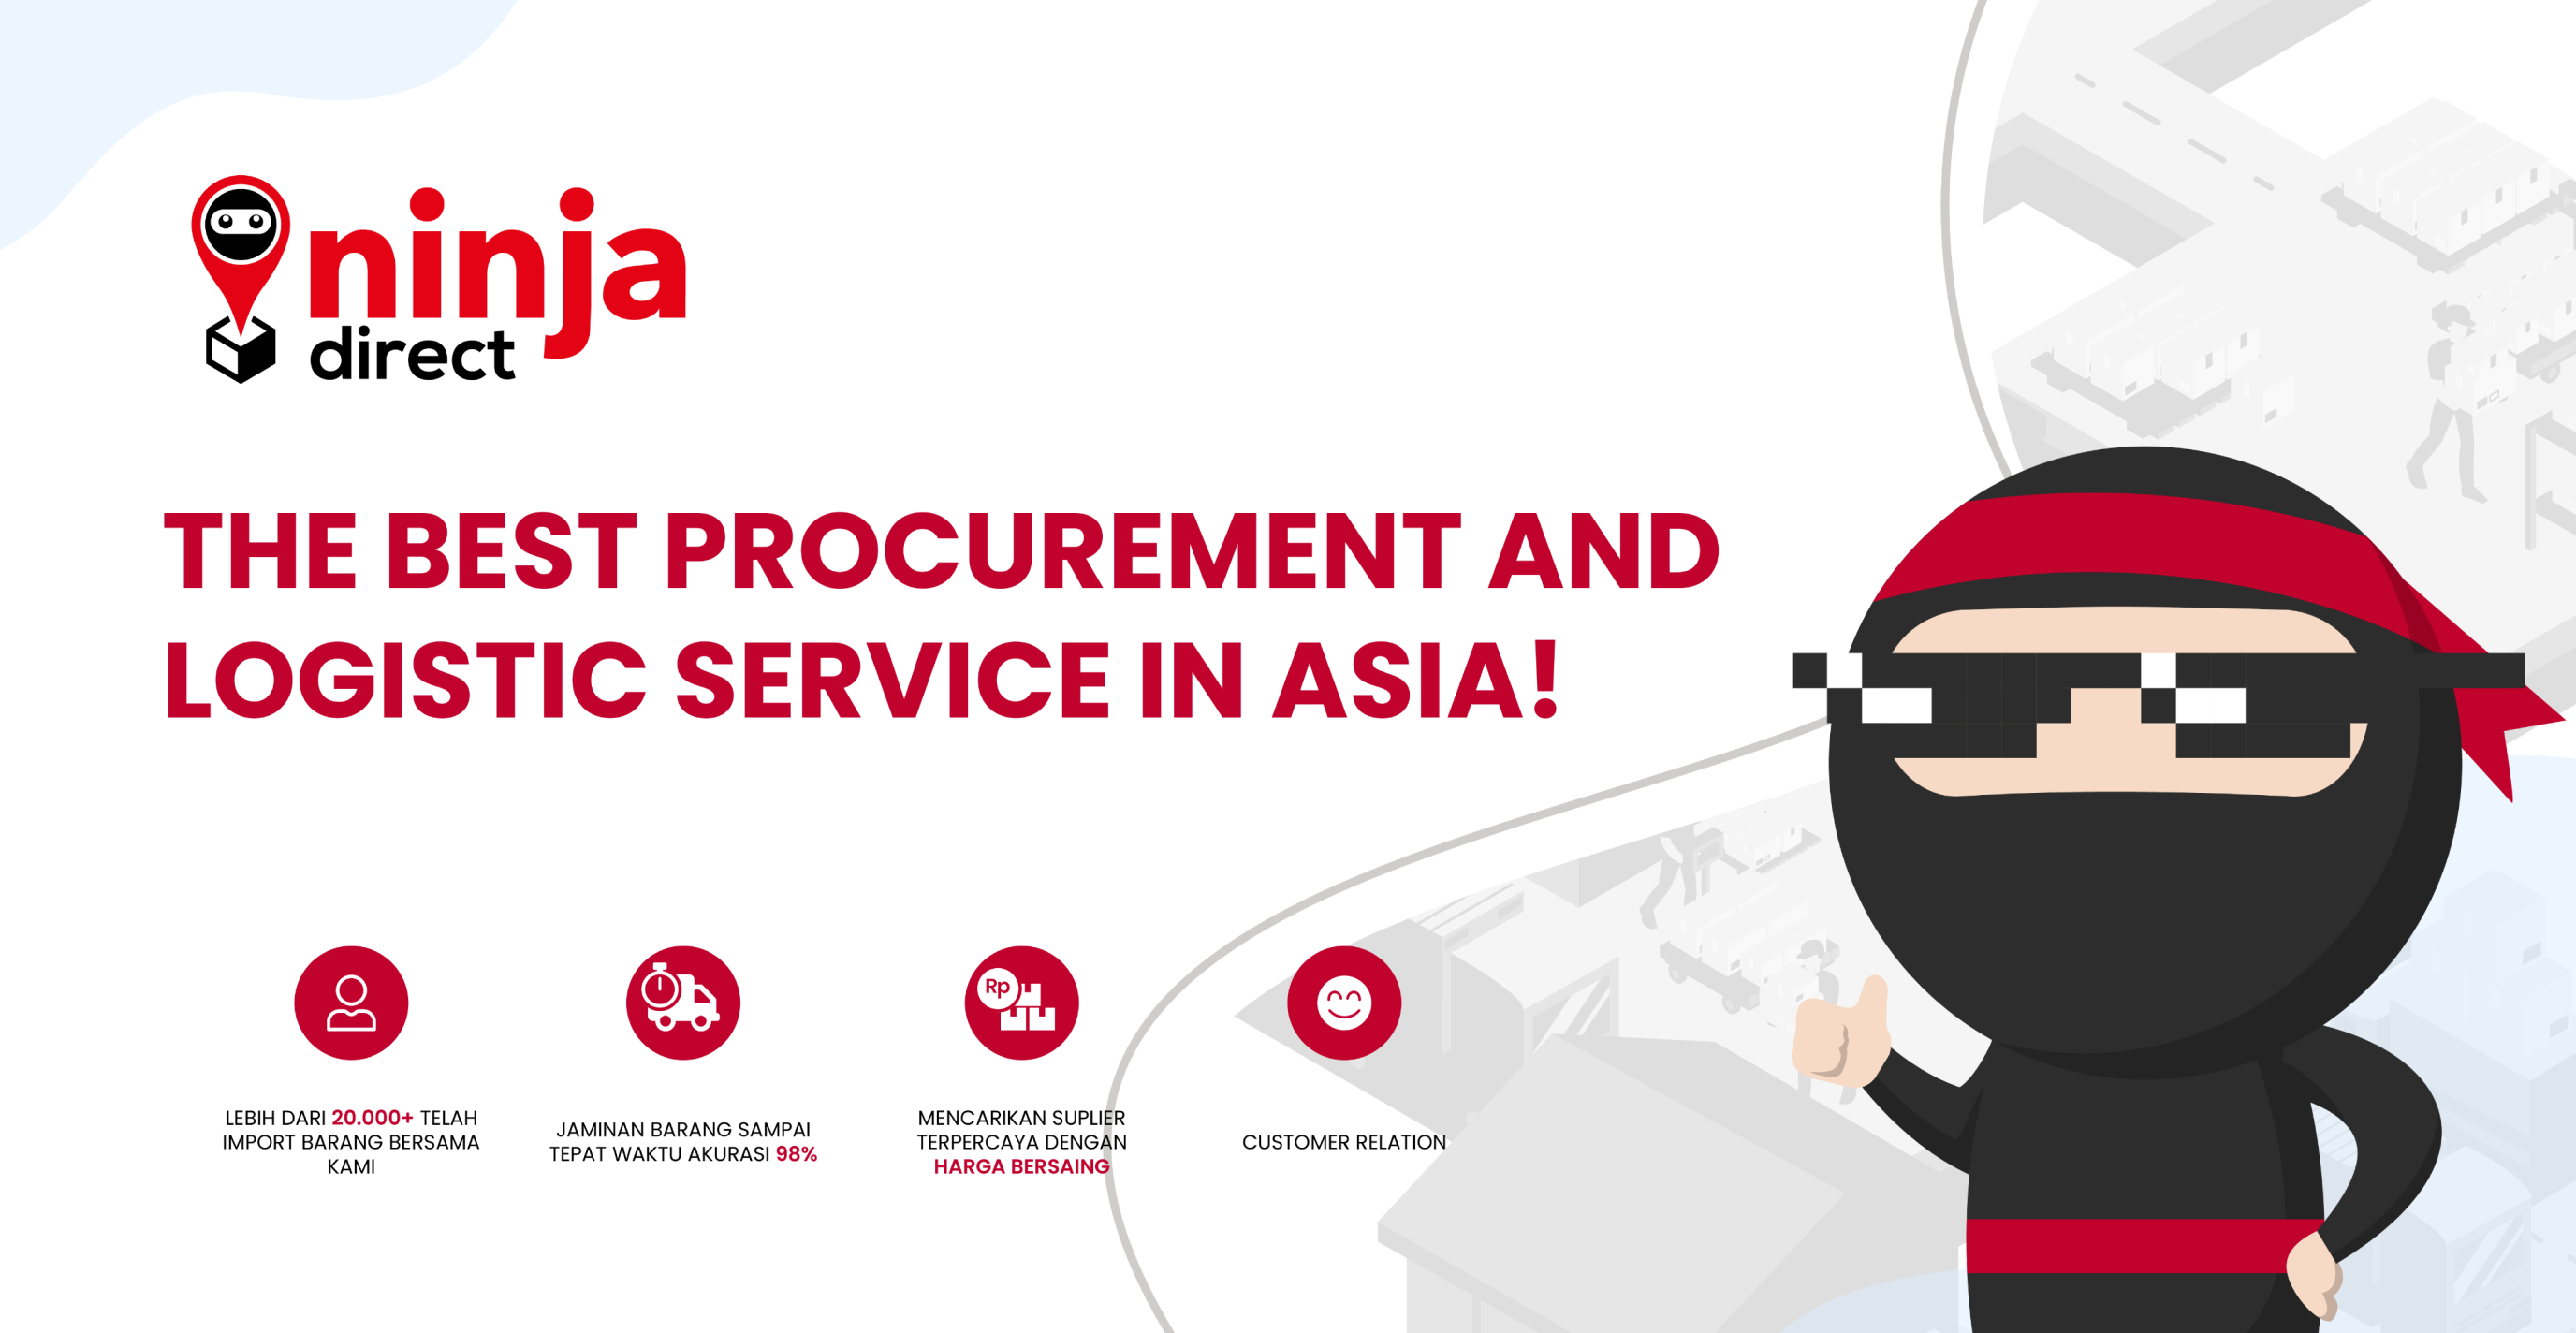 ninja
direct
THE BEST PROCUREMENT AND
LOGISTIC SERVICE IN ASIA!
Rp
LEBIH DARI 20.000+ TELAH
IMPORT BARANG BERSAMA
KAMI
JAMINAN BARANG SAMPAI
TEPAT WAKTU AKURASI 98%
MENCARIKAN SUPLIER
TERPERCAYA DENGAN
HARGA BERSAING
CUSTOMER RELATION